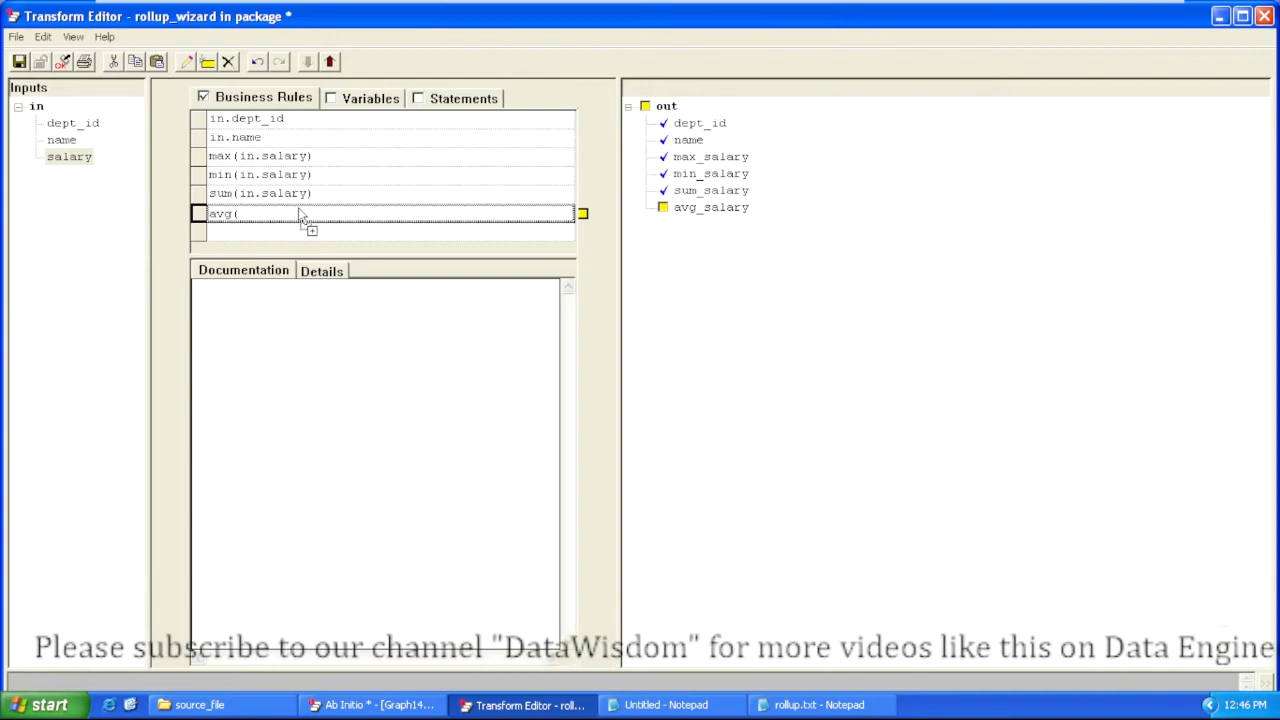 Transform Editor - rollup_wizard in package *
File Edit View Help
Inputs
in
dept_id
name
salary
Business Rules Variables Statements
in.dept_id
in.name
max(in.salary)
min(in.salary)
sum(in.salary)
avg(
Documentation Details
out
dept_id
name
max_salary
min_salary
sum_salary
avg_salary
Please subscribe to our channel "DataWisdom" for more videos like this on Data Engine
start source_file Ab Initio * - [Graph14... Transform Editor - roll... Untitled - Notepad rollup.txt - Notepad 12:46 PM